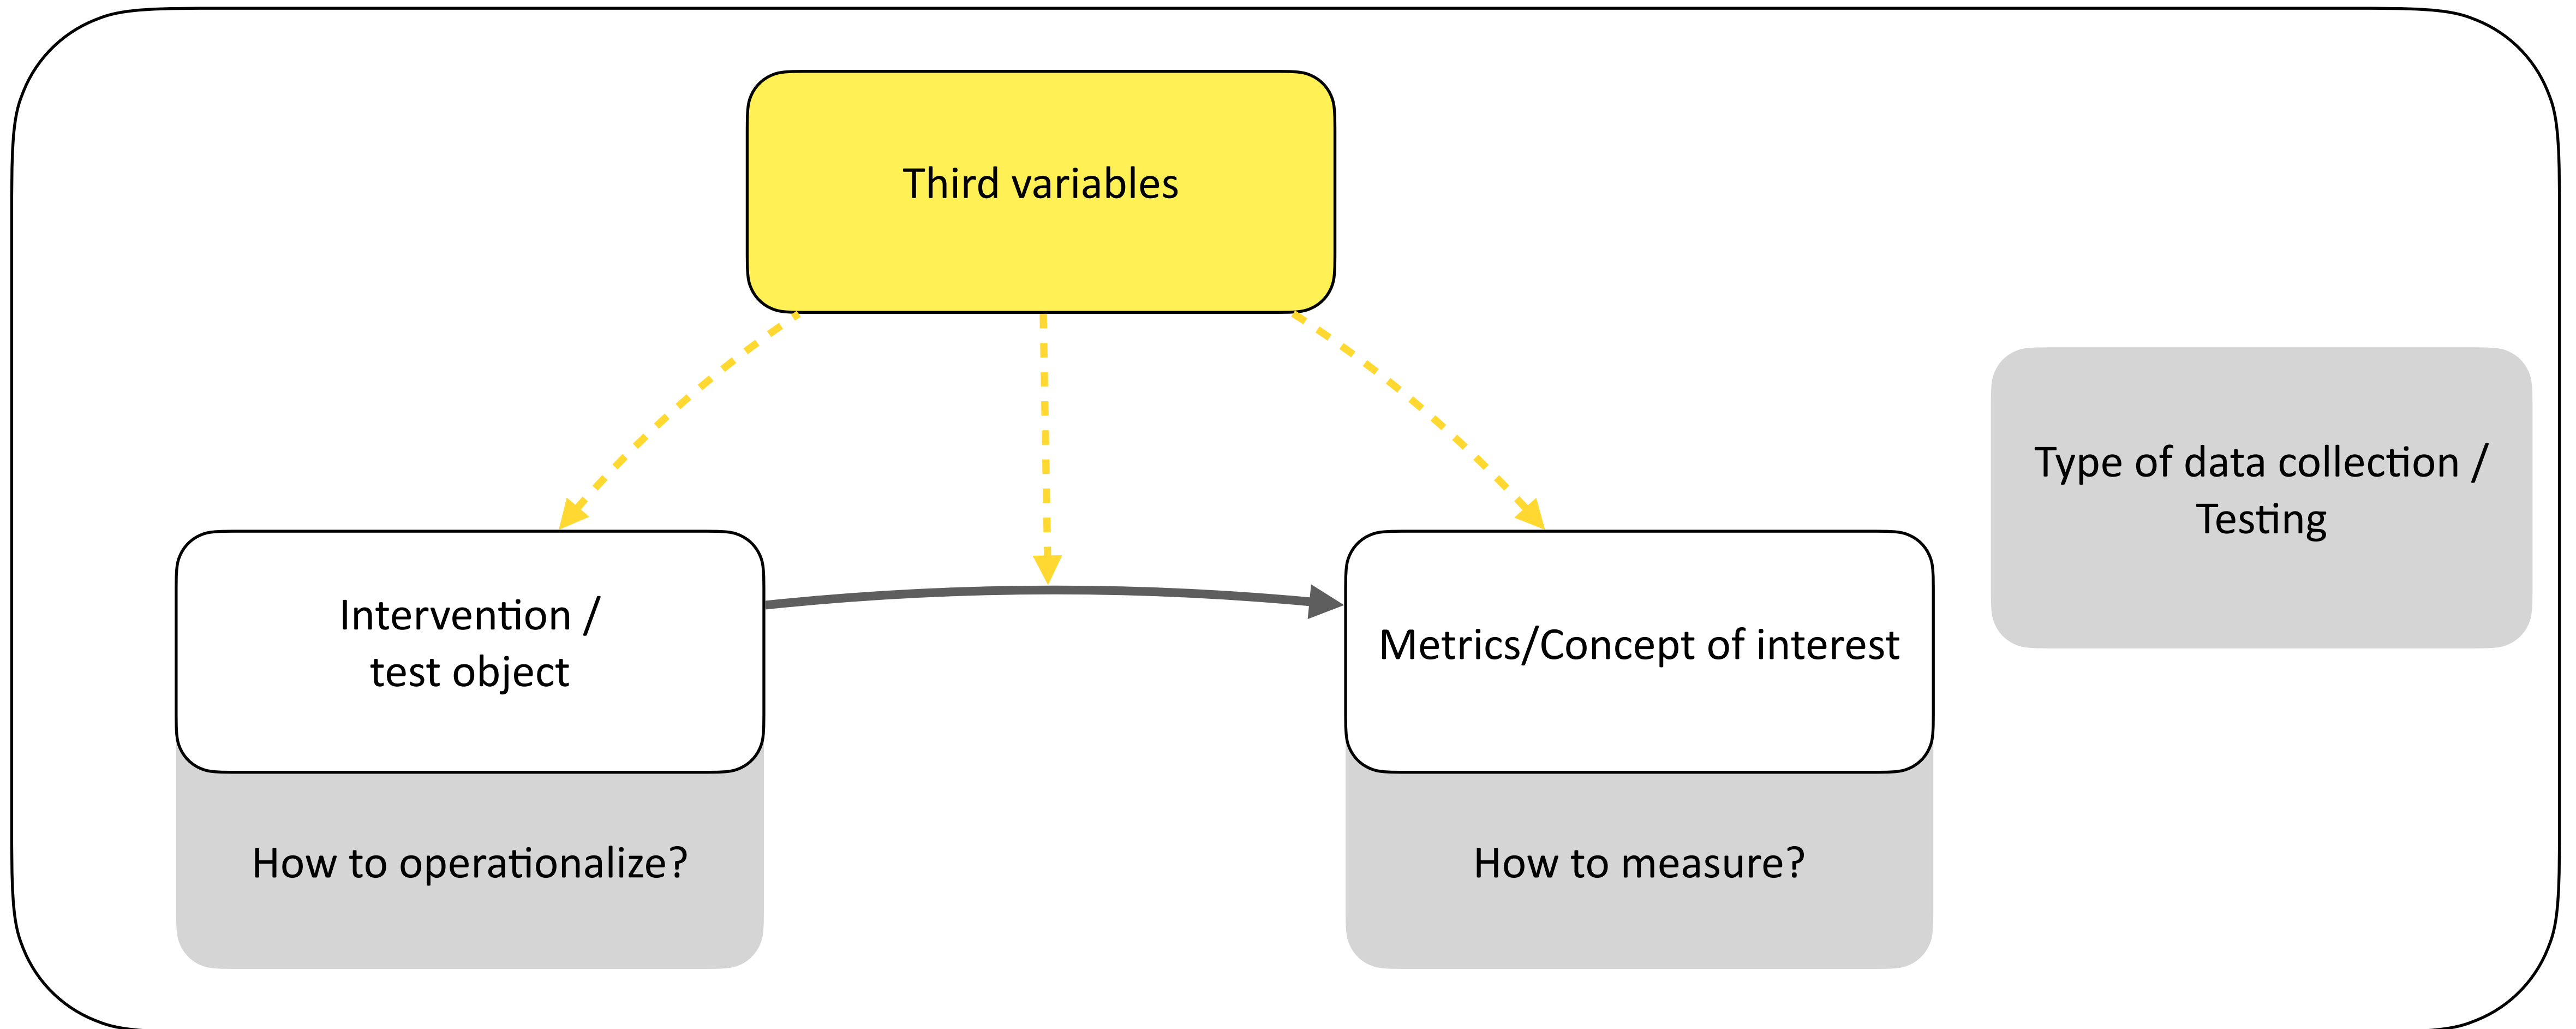 Third variables
Type of data collection /
Testing
Intervention /
test object
Metrics/Concept of interest
How to operationalize?
How to measure?